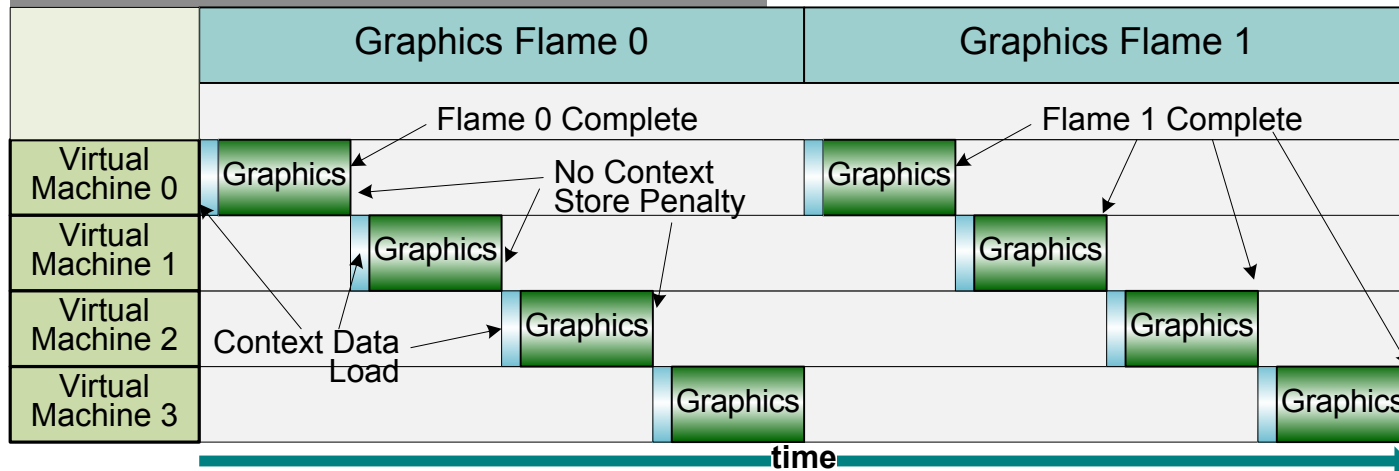 Graphics Flame 0
Graphics Flame 1
Flame 0 Complete
Flame 1 Complete
Virtual
Machine 0
Graphics
No Context
Store Penalty
Graphics
Virtual
Machine 1
Graphics
Graphics
Virtual
Machine 2
Context Data
Load
Graphics
Graphics
Virtual
Machine 3
Graphics
Graphics
time